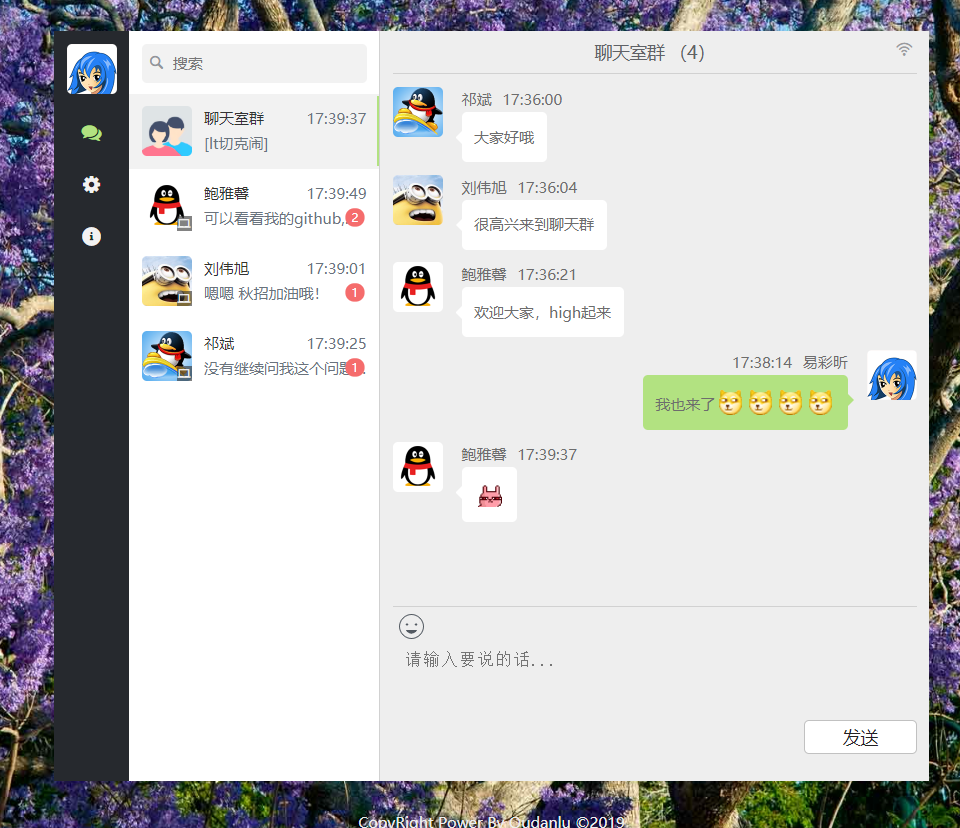 搜索
聊天室群 17:39:37
[lt切克闹]
鲍雅馨 17:39:49
可以看看我的github, 2
刘伟旭 17:39:01
嗯嗯 秋招加油哦! 1
祁斌 17:39:25
没有继续问我这个问题 1
聊天室群 (4)
祁斌 17:36:00
大家好哦
刘伟旭 17:36:04
很高兴来到聊天群
鲍雅馨 17:36:21
欢迎大家，high起来
17:38:14 易彩昕
我也来了
鲍雅馨 17:39:37
请输入要说的话...
发送
CopyRight Power By Qudanlu ©2019